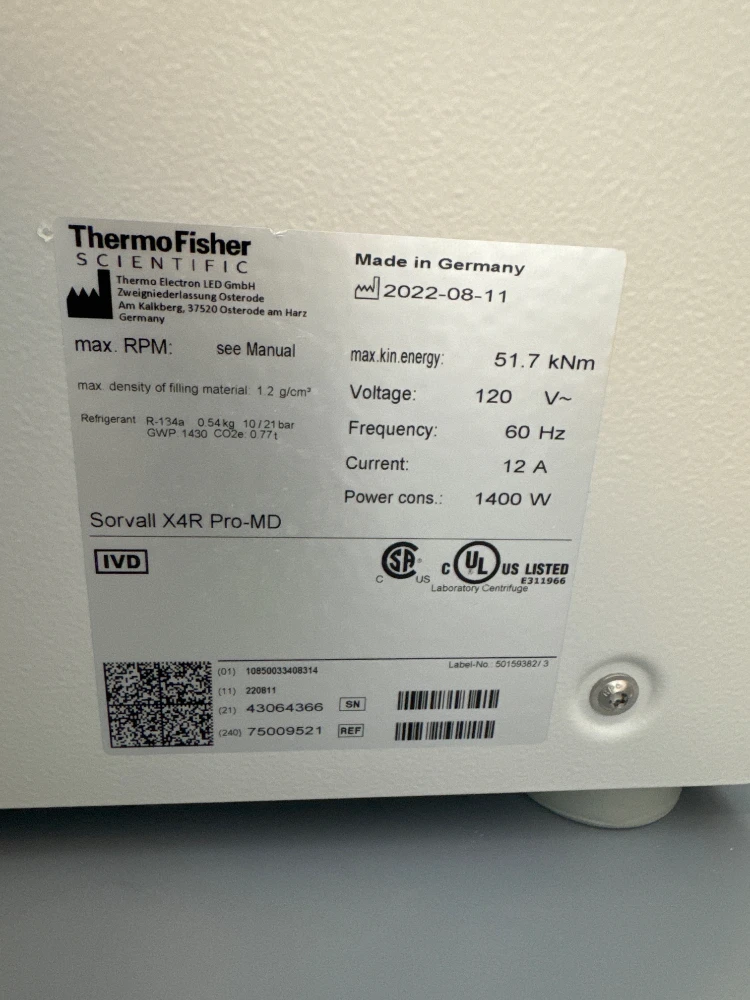 ThermoFisher
SCIENTIFIC
Thermo Electron LED GmbH
Zweigniederlassung Osterode
Am Kalkberg, 37520 Osterode am Harz
Germany
Made in Germany
2022-08-11
max. RPM: see Manual
max. density of filling material: 1.2 g/cm³
Refrigerant R-134a 0.54kg 10/21bar
GWP: 1430 CO2e: 0.77t
max.kin.energy: 51.7 kNm
Voltage: 120 V~
Frequency: 60 Hz
Current: 12 A
Power cons.: 1400 W
Sorvall X4R Pro-MD
IVD
C SA® US
C UL US LISTED
E311966
Laboratory Centrifuge
Label-No.: 50159382/3
(01) 10850033408314
(11) 220811
(21) 43064366 SN
(240) 75009521 REF